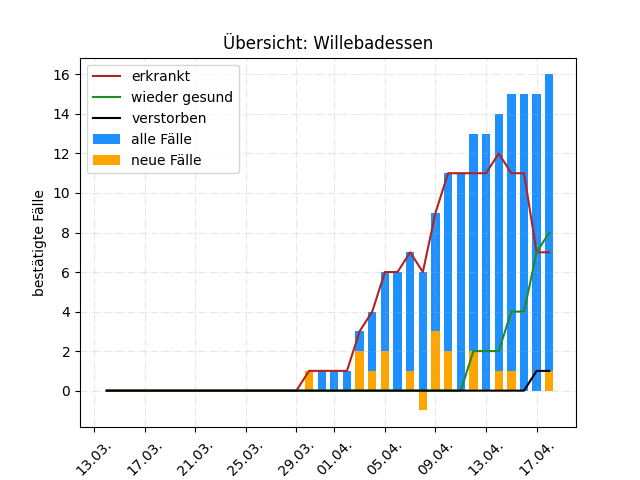 Übersicht: Willebadessen
erkrankt
wieder gesund
verstorben
alle Fälle
neue Fälle
bestätigte Fälle
16
14
12
10
8
6
4
2
0
13.03.
17.03.
21.03.
25.03.
29.03.
01.04.
05.04.
09.04.
13.04.
17.04.